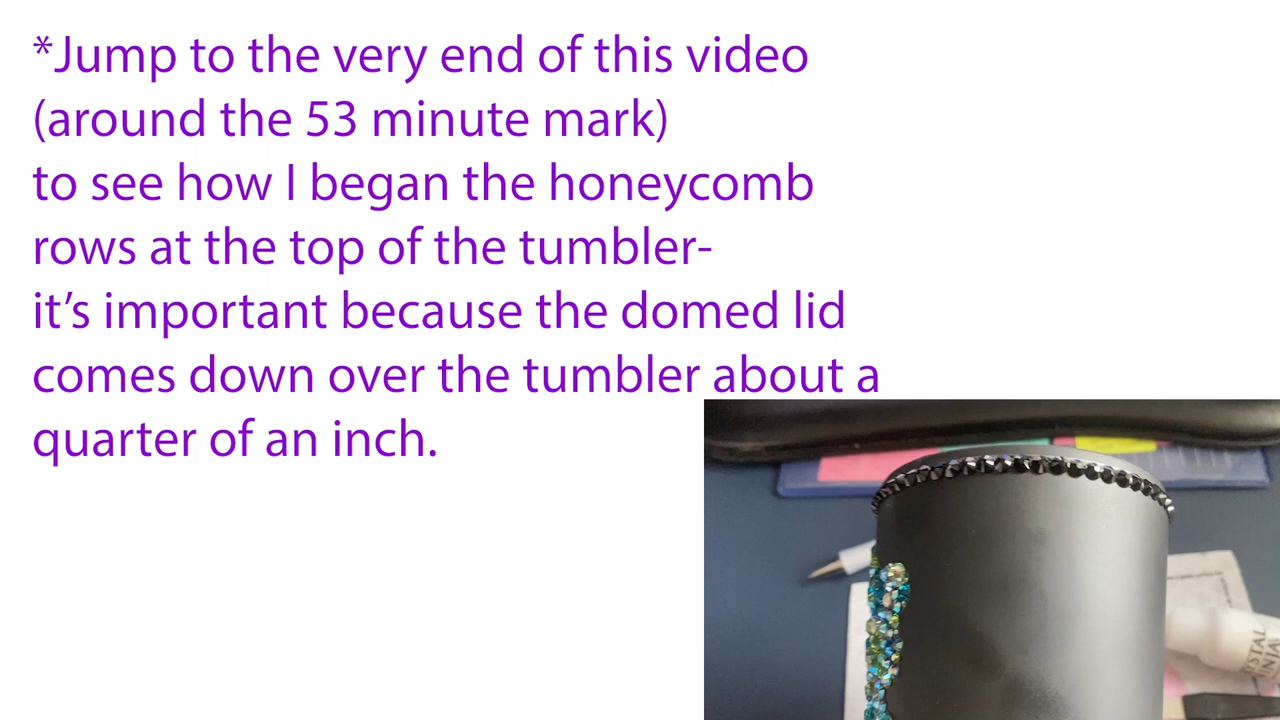 *Jump to the very end of this video
(around the 53 minute mark)
to see how I began the honeycomb
rows at the top of the tumbler-
it’s important because the domed lid
comes down over the tumbler about a
quarter of an inch.